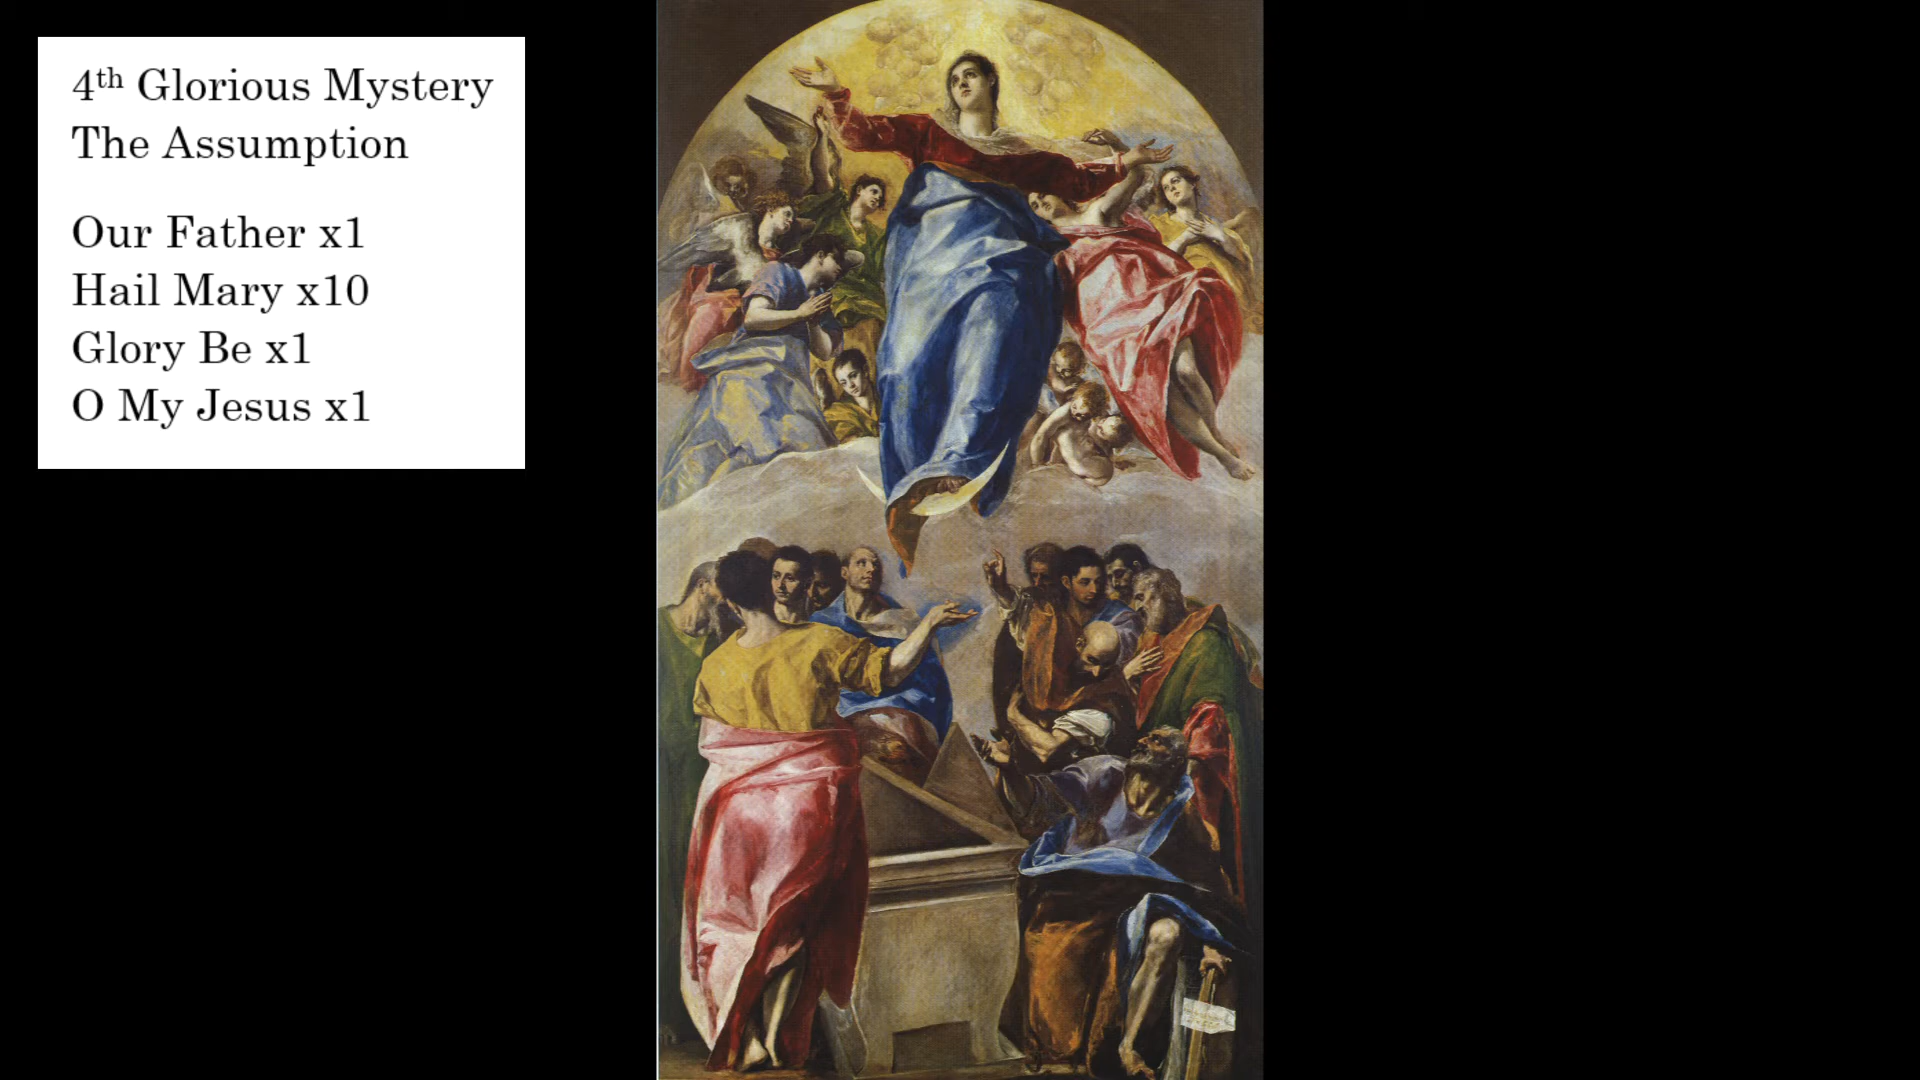 4th Glorious Mystery
The Assumption
Our Father x1
Hail Mary x10
Glory Be x1
O My Jesus x1